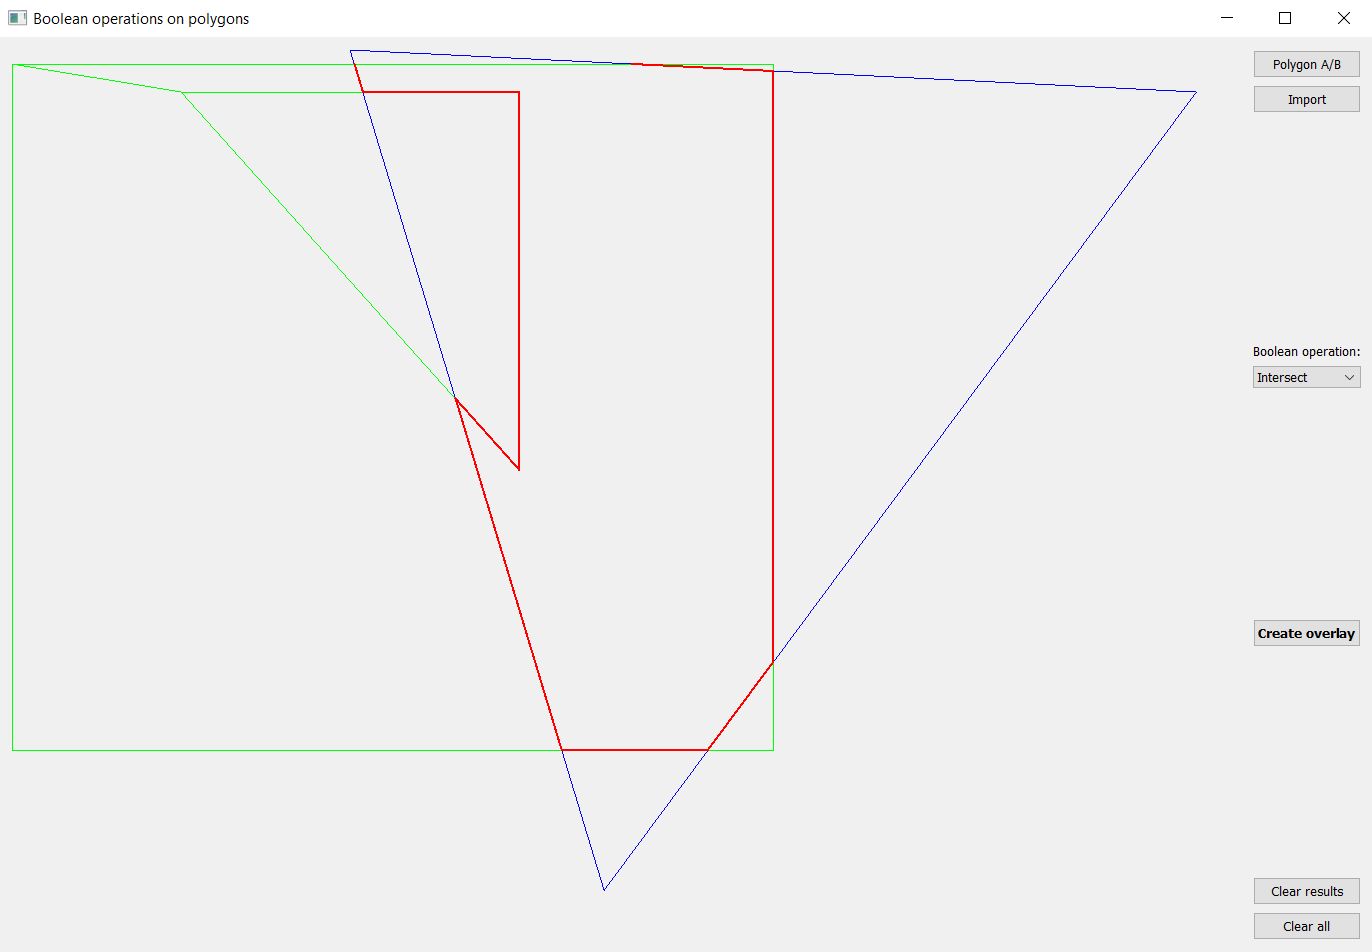 Boolean operations on polygons
Polygon A/B
Import
Boolean operation:
Intersect
Create overlay
Clear results
Clear all